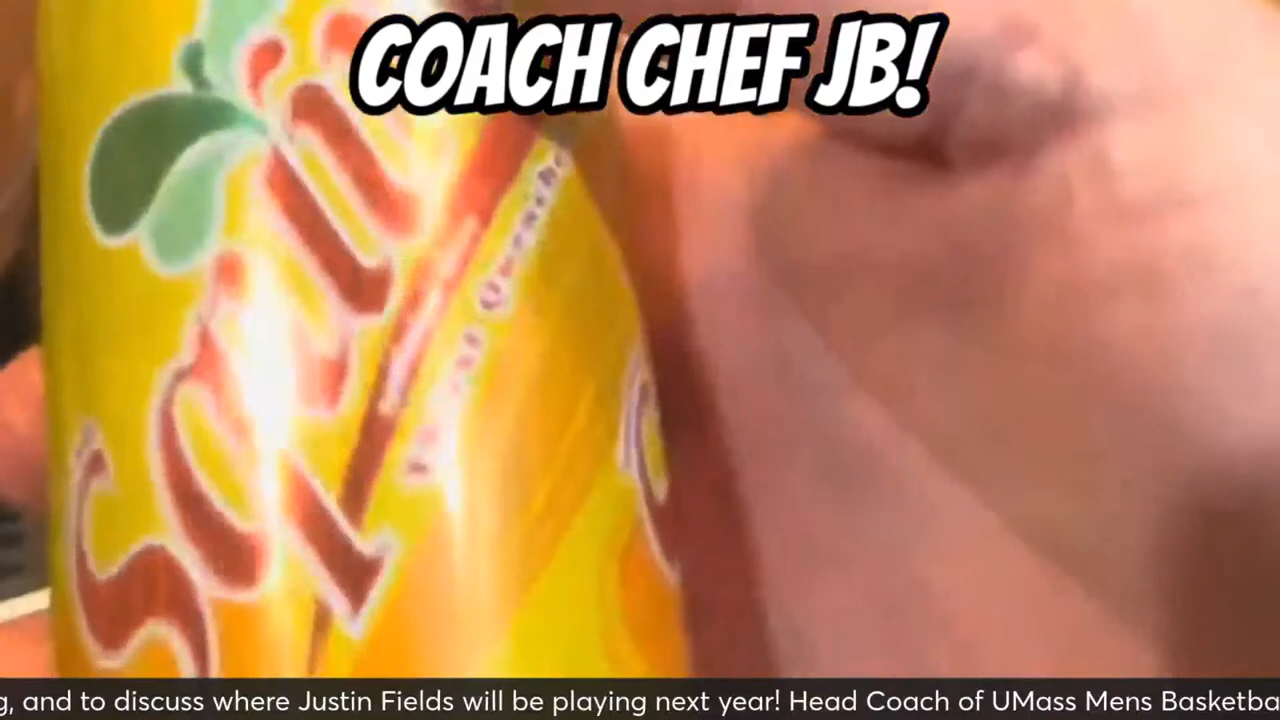 COACH CHEF JB!
g, and to discuss where Justin Fields will be playing next year! Head Coach of UMass Mens Basketba